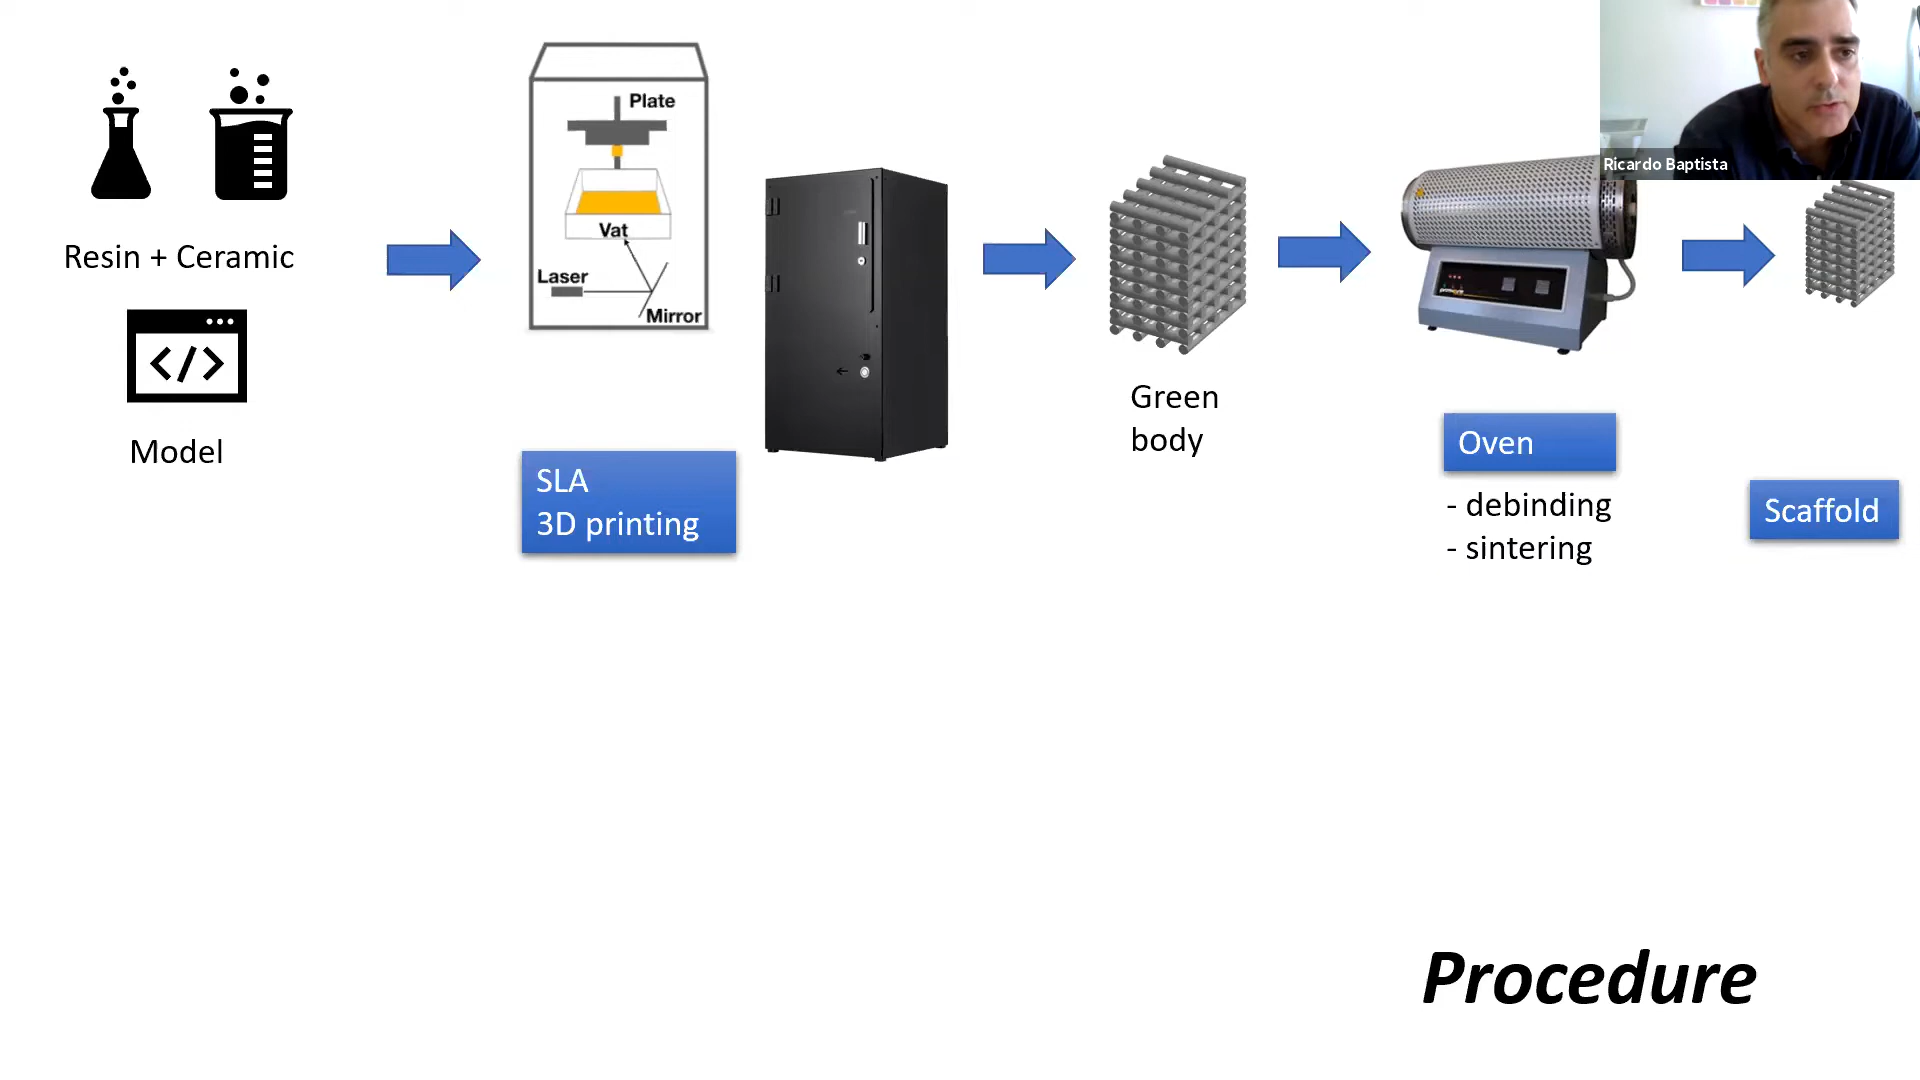 Plate
Vat
Laser
Mirror
Resin + Ceramic
Model
SLA
3D printing
Green
body
Oven
- debinding
- sintering
Scaffold
Ricardo Baptista
Procedure